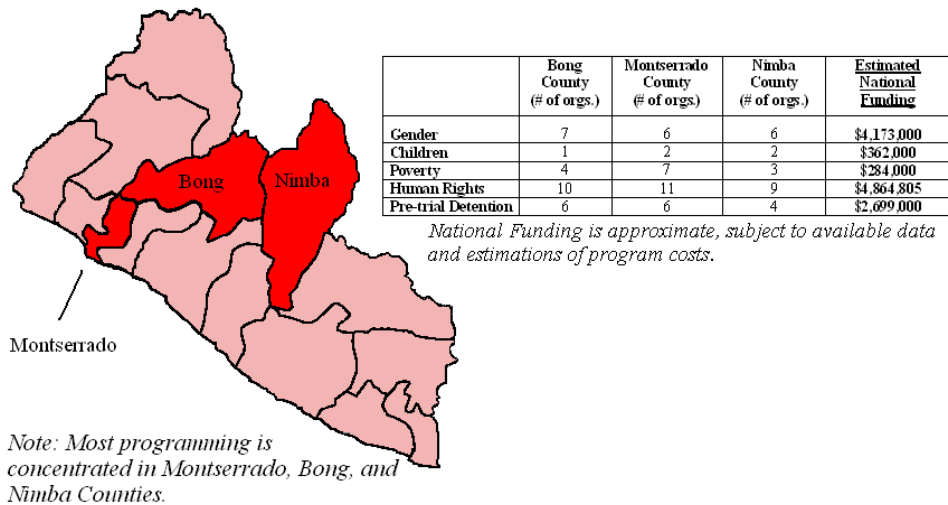 Bong County (# of orgs.) Montserrado County (# of orgs.) Nimba County (# of orgs.) Estimated National Funding
Gender 7 6 6 $4,173,000
Children 1 2 2 $362,000
Poverty 4 7 3 $284,000
Human Rights 10 11 9 $4,864,805
Pre-trial Detention 6 6 4 $2,699,000
National Funding is approximate, subject to available data
and estimations of program costs.
Bong
Nimba
Montserrado
Note: Most programming is
concentrated in Montserrado, Bong, and
Nimba Counties.